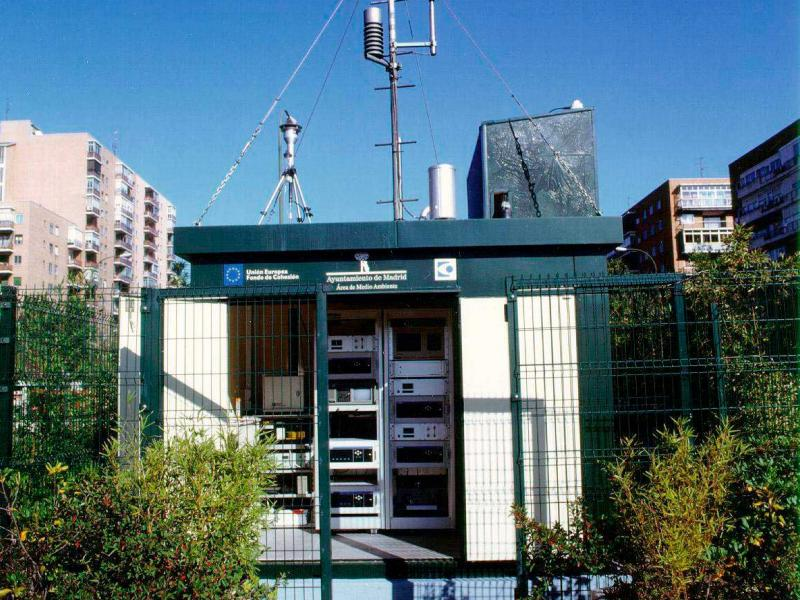 Unión Europea
Fondo de Cohesión
Ayuntamiento de Madrid
Área de Medio Ambiente